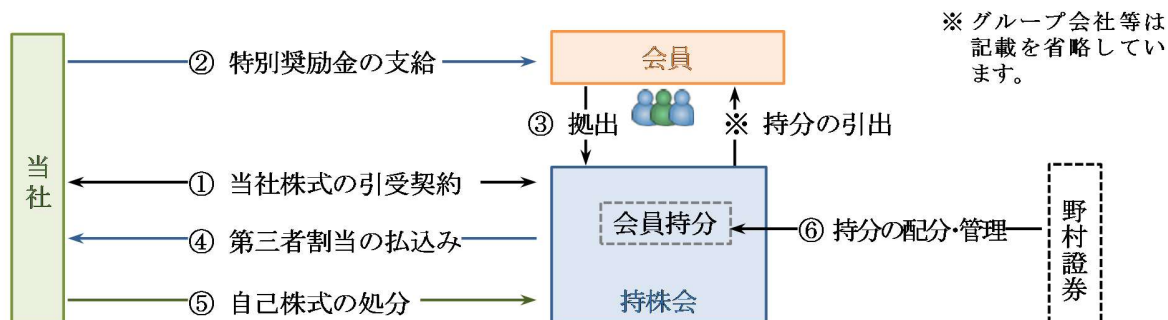 ※ グループ会社等は
記載を省略してい
ます。
② 特別奨励金の支給
会員
③ 拠出
※ 持分の引出
当社
① 当社株式の引受契約
会員持分
④ 第三者割当の払込み
⑥ 持分の配分・管理
野村證券
⑤ 自己株式の処分
持株会